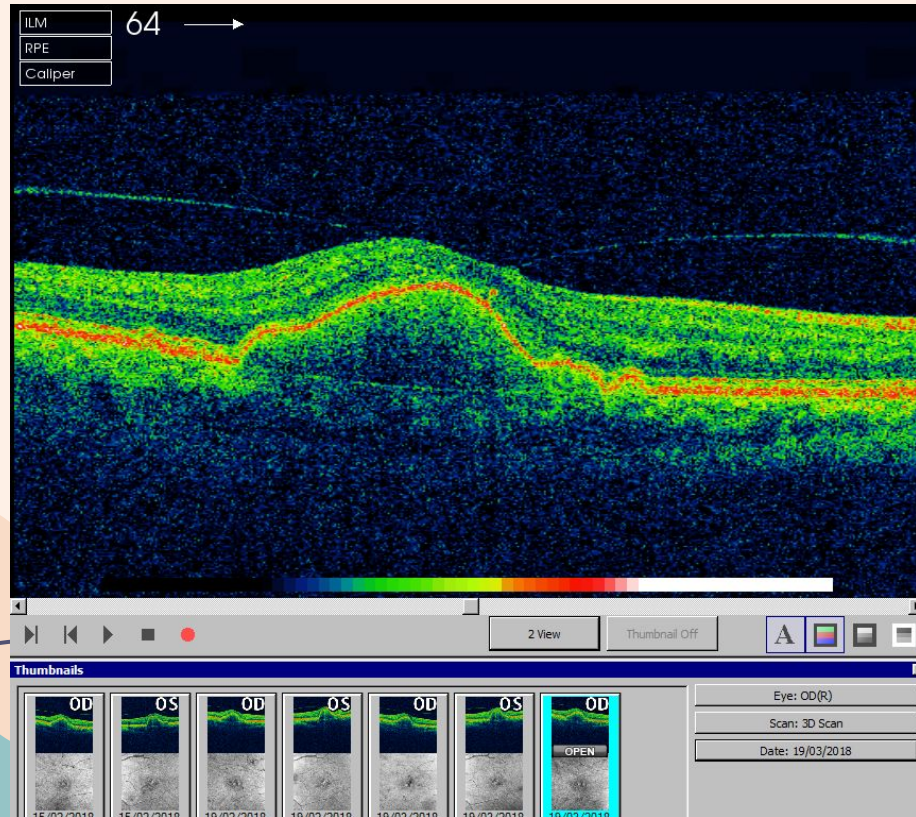 ILM
64
RPE
Caliper
2 View
Thumbnail Off
A
Thumbnails
OD
OS
OD
OS
OD
OS
OD
OPEN
Eye: OD(R)
Scan: 3D Scan
Date: 19/03/2018